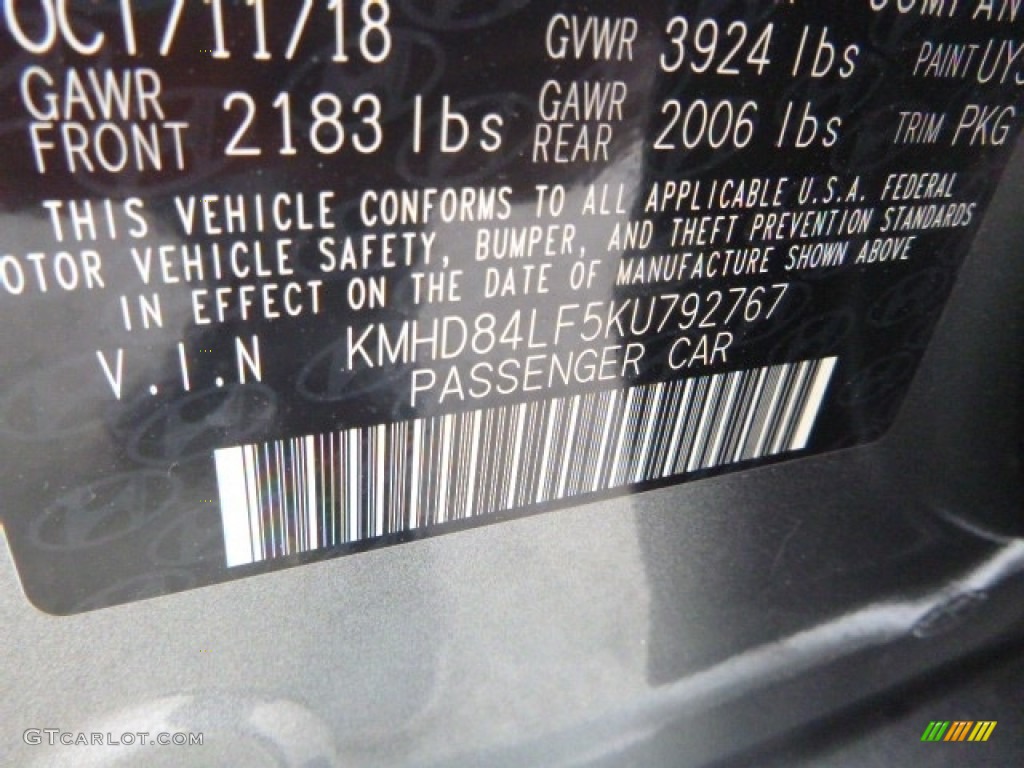 OCT/11/18 GVWR 3924 lbs PAINT
GAWR FRONT 2183 lbs GAWR REAR 2006 lbs TRIM PKG
THIS VEHICLE CONFORMS TO ALL APPLICABLE U.S.A. FEDERAL
OTOR VEHICLE SAFETY, BUMPER, AND THEFT PREVENTION STANDARDS
IN EFFECT ON THE DATE OF MANUFACTURE SHOWN ABOVE
V.I.N KMHD84LF5KU792767
PASSENGER CAR
GTCARLOT.COM